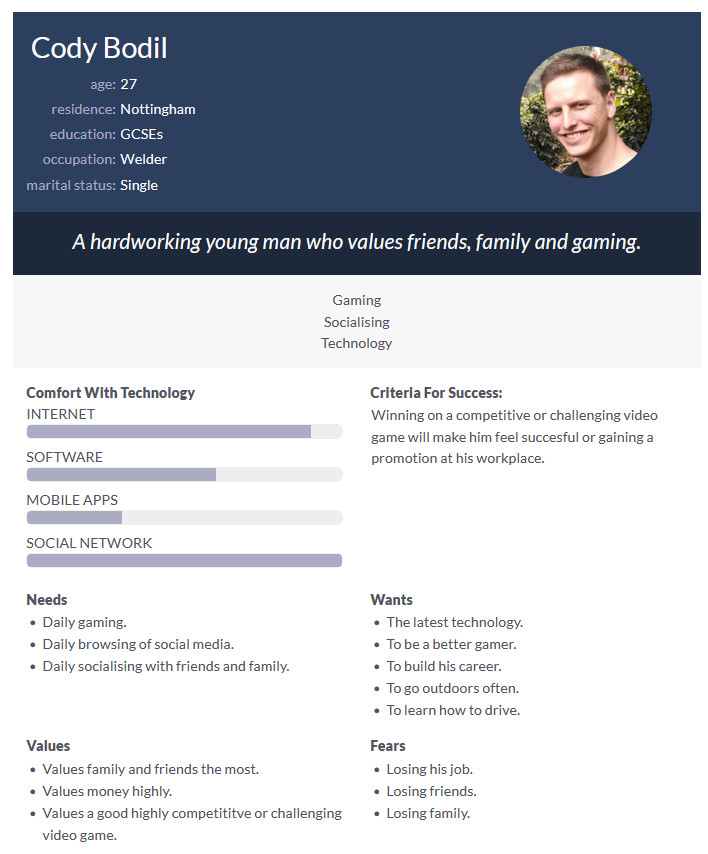 Cody Bodil
age: 27
residence: Nottingham
education: GCSEs
occupation: Welder
marital status: Single
A hardworking young man who values friends, family and gaming.
Gaming
Socialising
Technology
Comfort With Technology
INTERNET
SOFTWARE
MOBILE APPS
SOCIAL NETWORK
Criteria For Success:
Winning on a competitive or challenging video
game will make him feel succesful or gaining a
promotion at his workplace.
Needs
• Daily gaming.
• Daily browsing of social media.
• Daily socialising with friends and family.
Wants
• The latest technology.
• To be a better gamer.
• To build his career.
• To go outdoors often.
• To learn how to drive.
Values
• Values family and friends the most.
• Values money highly.
• Values a good highly competititve or challenging
video game.
Fears
• Losing his job.
• Losing friends.
• Losing family.